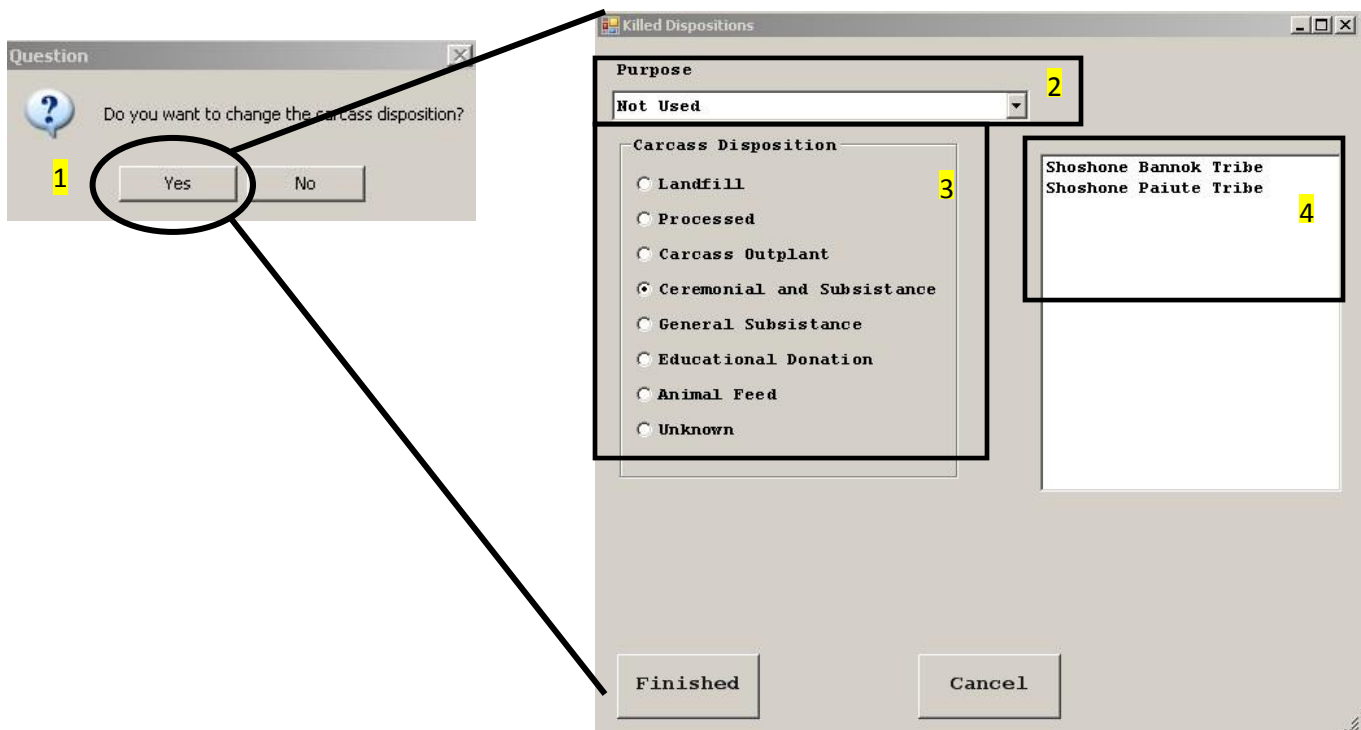 Question
Do you want to change the carcass disposition?
1
Yes
No
Killed Dispositions
Purpose
2
Not Used
Carcass Disposition
3
Landfill
Processed
Carcass Outplant
Ceremonial and Subsistance
General Subsistance
Educational Donation
Animal Feed
Unknown
Shoshone Bannok Tribe
Shoshone Paiute Tribe
4
Finished
Cancel